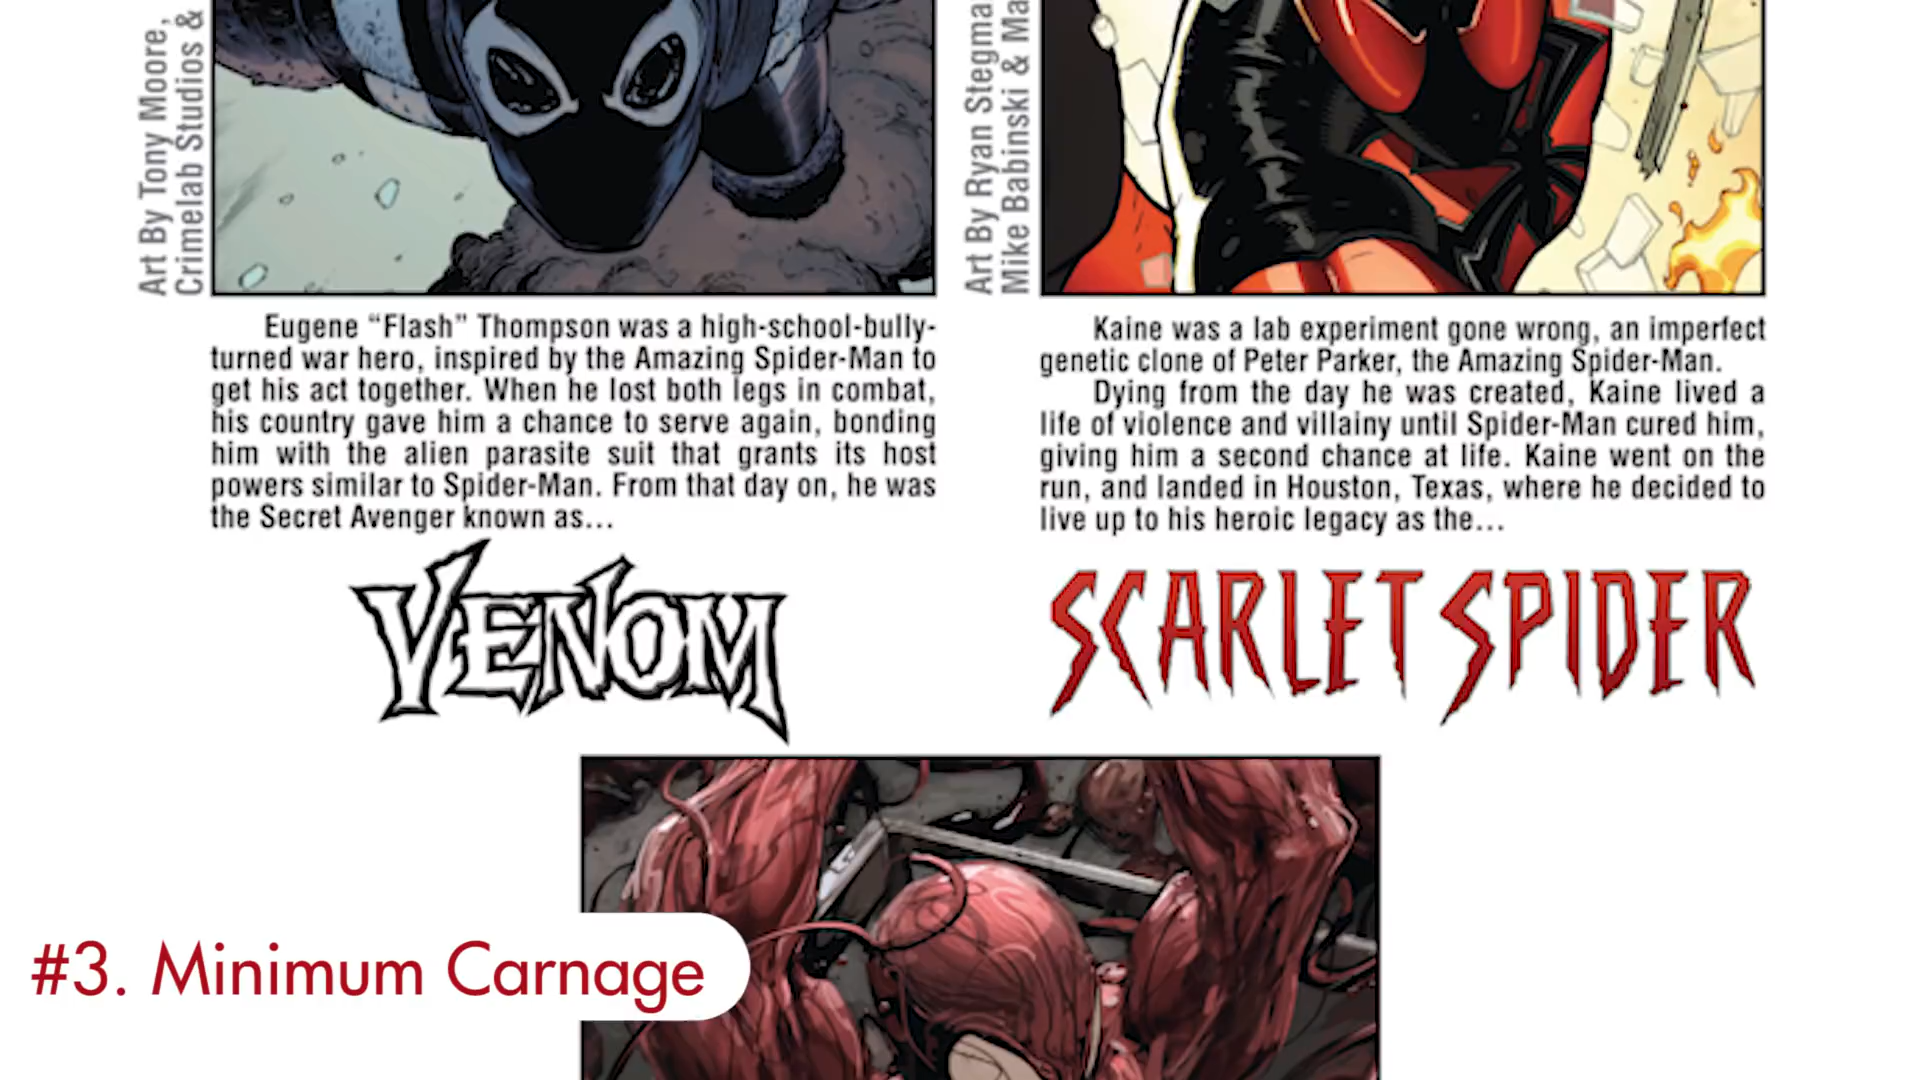 Art By Tony Moore,
Crimelab Studios &
Art By Ryan Stegma
Mike Babinski & Ma
Eugene “Flash” Thompson was a high-school-bully-
turned war hero, inspired by the Amazing Spider-Man to
get his act together. When he lost both legs in combat,
his country gave him a chance to serve again, bonding
him with the alien parasite suit that grants its host
powers similar to Spider-Man. From that day on, he was
the Secret Avenger known as...
VENOM
Kaine was a lab experiment gone wrong, an imperfect
genetic clone of Peter Parker, the Amazing Spider-Man.
Dying from the day he was created, Kaine lived a
life of violence and villainy until Spider-Man cured him,
giving him a second chance at life. Kaine went on the
run, and landed in Houston, Texas, where he decided to
live up to his heroic legacy as the...
SCARLET SPIDER
#3. Minimum Carnage